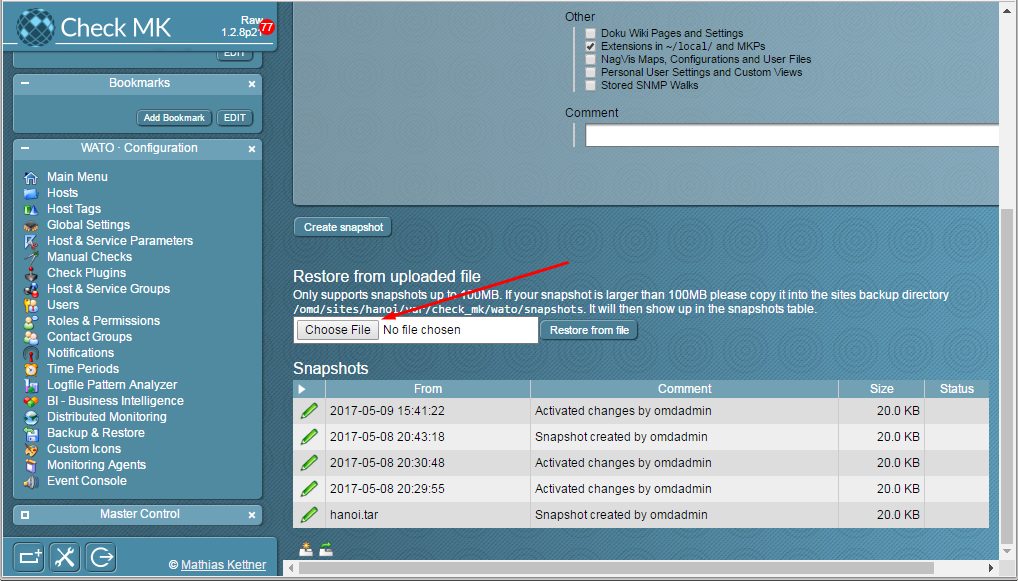 Check MK
Raw
1.2.8p21
77
EDIT
Bookmarks
Add Bookmark
EDIT
WATO · Configuration
Main Menu
Hosts
Host Tags
Global Settings
Host & Service Parameters
Manual Checks
Check Plugins
Host & Service Groups
Users
Roles & Permissions
Contact Groups
Notifications
Time Periods
Logfile Pattern Analyzer
BI - Business Intelligence
Distributed Monitoring
Backup & Restore
Custom Icons
Monitoring Agents
Event Console
Master Control
© Mathias Kettner
Other
Doku Wiki Pages and Settings
Extensions in ~/local/ and MKPs
NagVis Maps, Configurations and User Files
Personal User Settings and Custom Views
Stored SNMP Walks
Comment
Create snapshot
Restore from uploaded file
Only supports snapshots up to 100MB. If your snapshot is larger than 100MB please copy it into the sites backup directory
/omd/sites/hanoi/var/check_mk/wato/snapshots. It will then show up in the snapshots table.
Choose File No file chosen Restore from file
Snapshots
From Comment Size Status
2017-05-09 15:41:22 Activated changes by omdadmin 20.0 KB
2017-05-08 20:43:18 Snapshot created by omdadmin 20.0 KB
2017-05-08 20:30:48 Activated changes by omdadmin 20.0 KB
2017-05-08 20:29:55 Activated changes by omdadmin 20.0 KB
hanoi.tar Snapshot created by omdadmin 20.0 KB